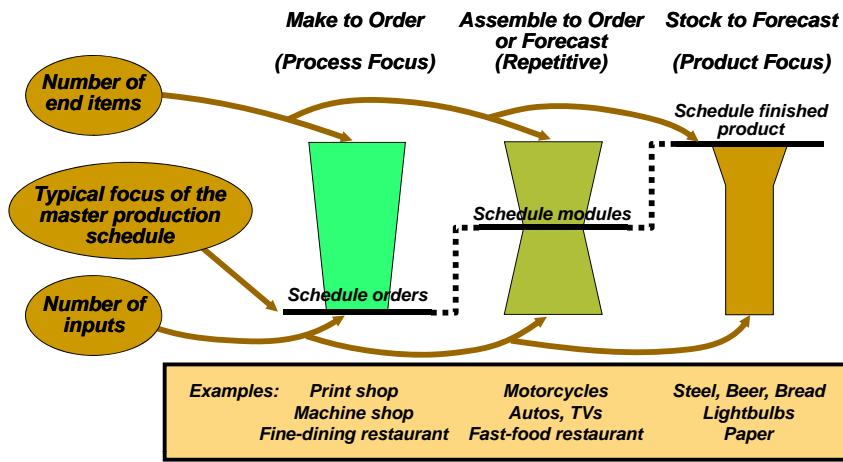 Make to Order
(Process Focus)
Assemble to Order
or Forecast
(Repetitive)
Stock to Forecast
(Product Focus)
Number of
end items
Schedule finished
product
Typical focus of the
master production
schedule
Schedule modules
Schedule orders
Number of
inputs
Examples:
Print shop
Machine shop
Fine-dining restaurant
Motorcycles
Autos, TVs
Fast-food restaurant
Steel, Beer, Bread
Lightbulbs
Paper